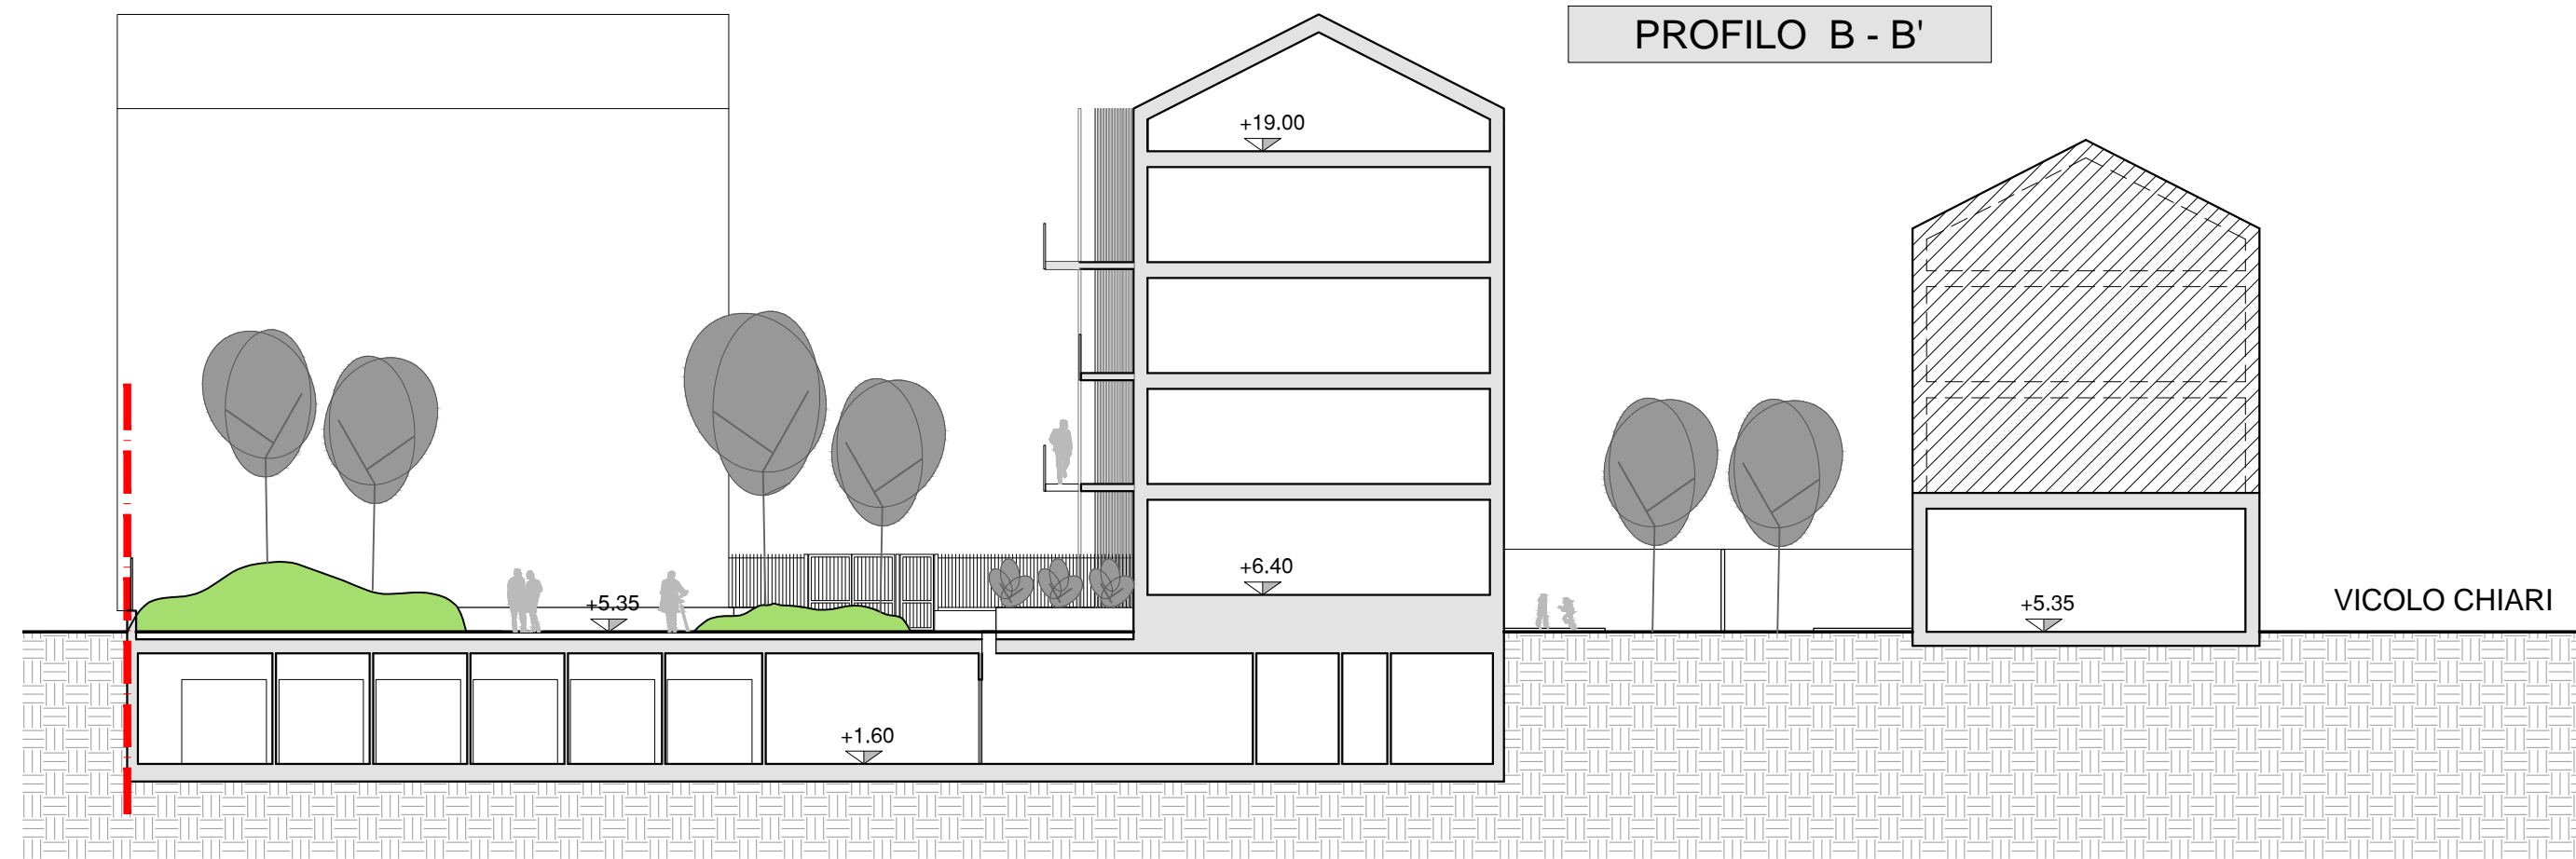 PROFILO B - B'
+19.00
+6.40
+5.35
+5.35
VICOLO CHIARI
+1.60